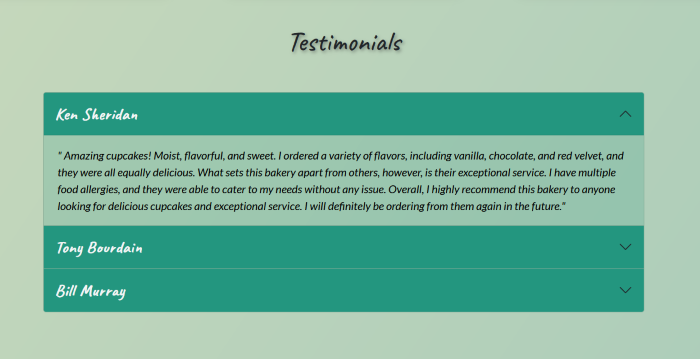 Testimonials
Ken Sheridan
" Amazing cupcakes! Moist, flavorful, and sweet. I ordered a variety of flavors, including vanilla, chocolate, and red velvet, and
they were all equally delicious. What sets this bakery apart from others, however, is their exceptional service. I have multiple
food allergies, and they were able to cater to my needs without any issue. Overall, I highly recommend this bakery to anyone
looking for delicious cupcakes and exceptional service. I will definitely be ordering from them again in the future."
Tony Bourdain
Bill Murray